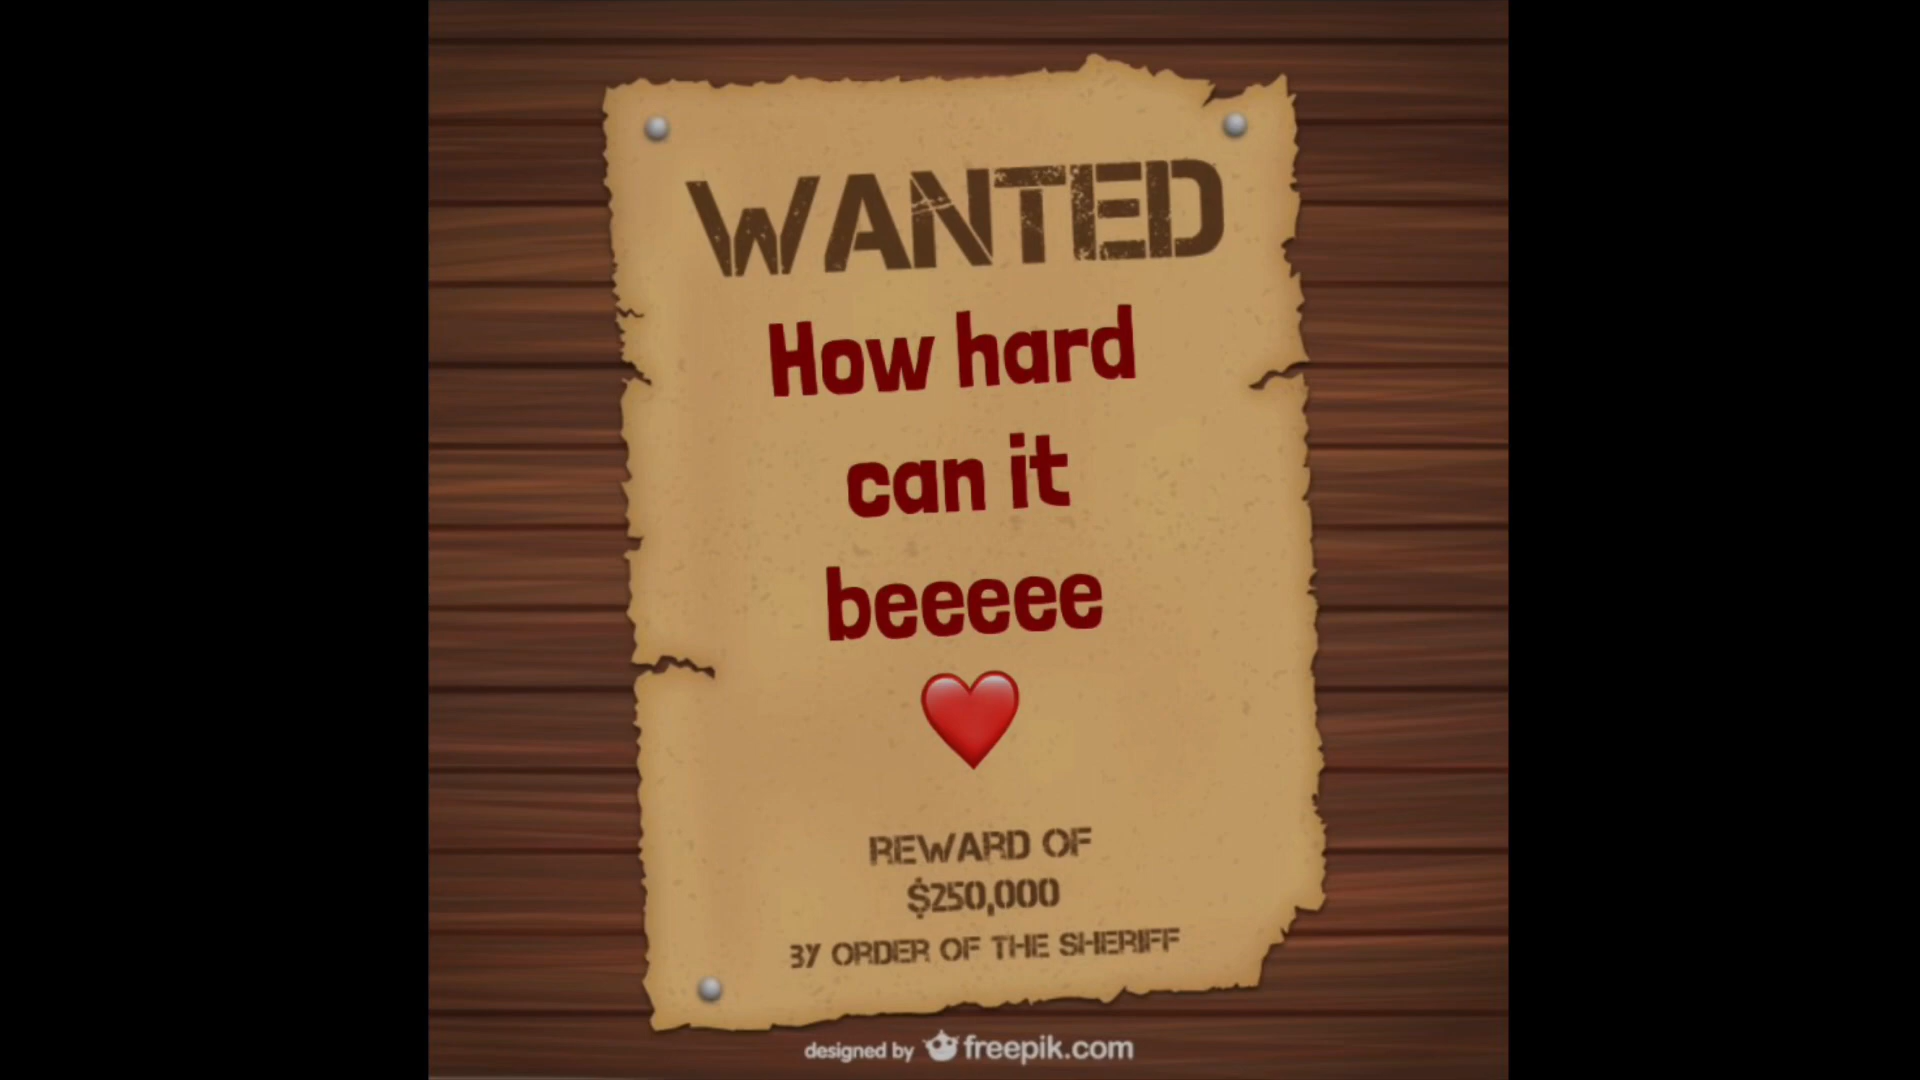 WANTED
How hard
can it
beeeee
REWARD OF
$250,000
BY ORDER OF THE SHERIFF
designed by freepik.com